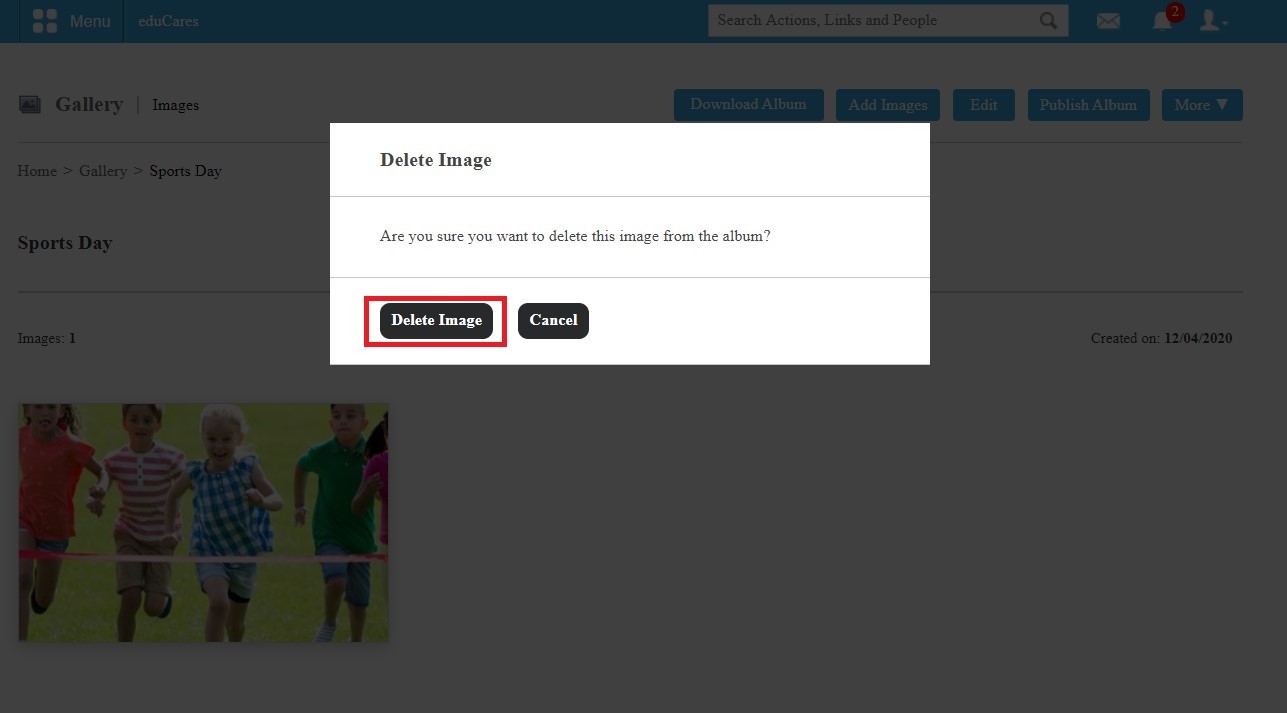 Menu eduCares Search Actions, Links and People 2
Gallery | Images Download Album Add Images Edit Publish Album More ▼
Home > Gallery > Sports Day
Sports Day
Delete Image
Are you sure you want to delete this image from the album?
Delete Image Cancel
Images: 1 Created on: 12/04/2020